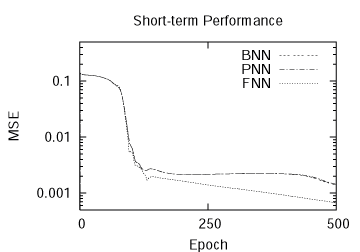 Short-term Performance
BNN
PNN
FNN
0.1
0.01
0.001
MSE
0 250 500
Epoch